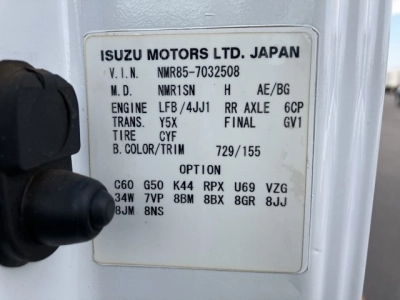 ISUZU MOTORS LTD. JAPAN
V.I.N. NMR85-7032508
M.D. NMR1SN H AE/BG
ENGINE LFB/4JJ1 RR AXLE 6CP
TRANS. Y5X FINAL GV1
TIRE CYF
B.COLOR/TRIM 729/155
OPTION
C60 G50 K44 RPX U69 VZG
34W 7VP 8BM 8BX 8GR 8JJ
8JM 8NS